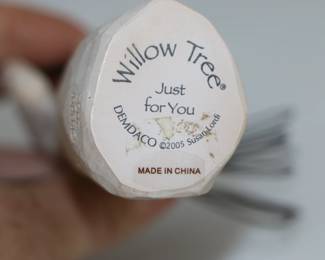 Willow Tree®
Just
for You
DEMDACO ©2005 Susan Lordi
MADE IN CHINA